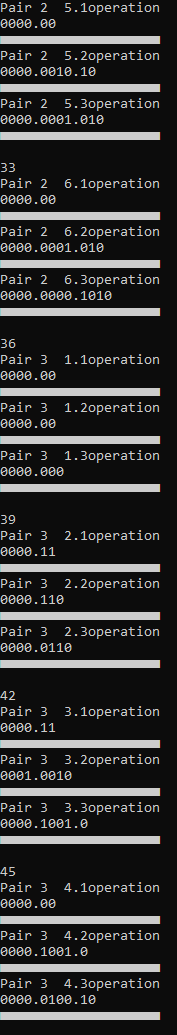 Pair 2  5.1operation
0000.00
Pair 2  5.2operation
0000.0010.10
Pair 2  5.3operation
0000.0001.010
33
Pair 2  6.1operation
0000.00
Pair 2  6.2operation
0000.0001.010
Pair 2  6.3operation
0000.0000.1010
36
Pair 3  1.1operation
0000.00
Pair 3  1.2operation
0000.00
Pair 3  1.3operation
0000.000
39
Pair 3  2.1operation
0000.11
Pair 3  2.2operation
0000.110
Pair 3  2.3operation
0000.0110
42
Pair 3  3.1operation
0000.11
Pair 3  3.2operation
0001.0010
Pair 3  3.3operation
0000.1001.0
45
Pair 3  4.1operation
0000.00
Pair 3  4.2operation
0000.1001.0
Pair 3  4.3operation
0000.0100.10